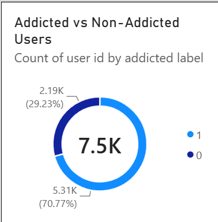 Addicted vs Non-Addicted
Users
Count of user id by addicted label
2.19K
(29.23%)
7.5K
1
0
5.31K
(70.77%)